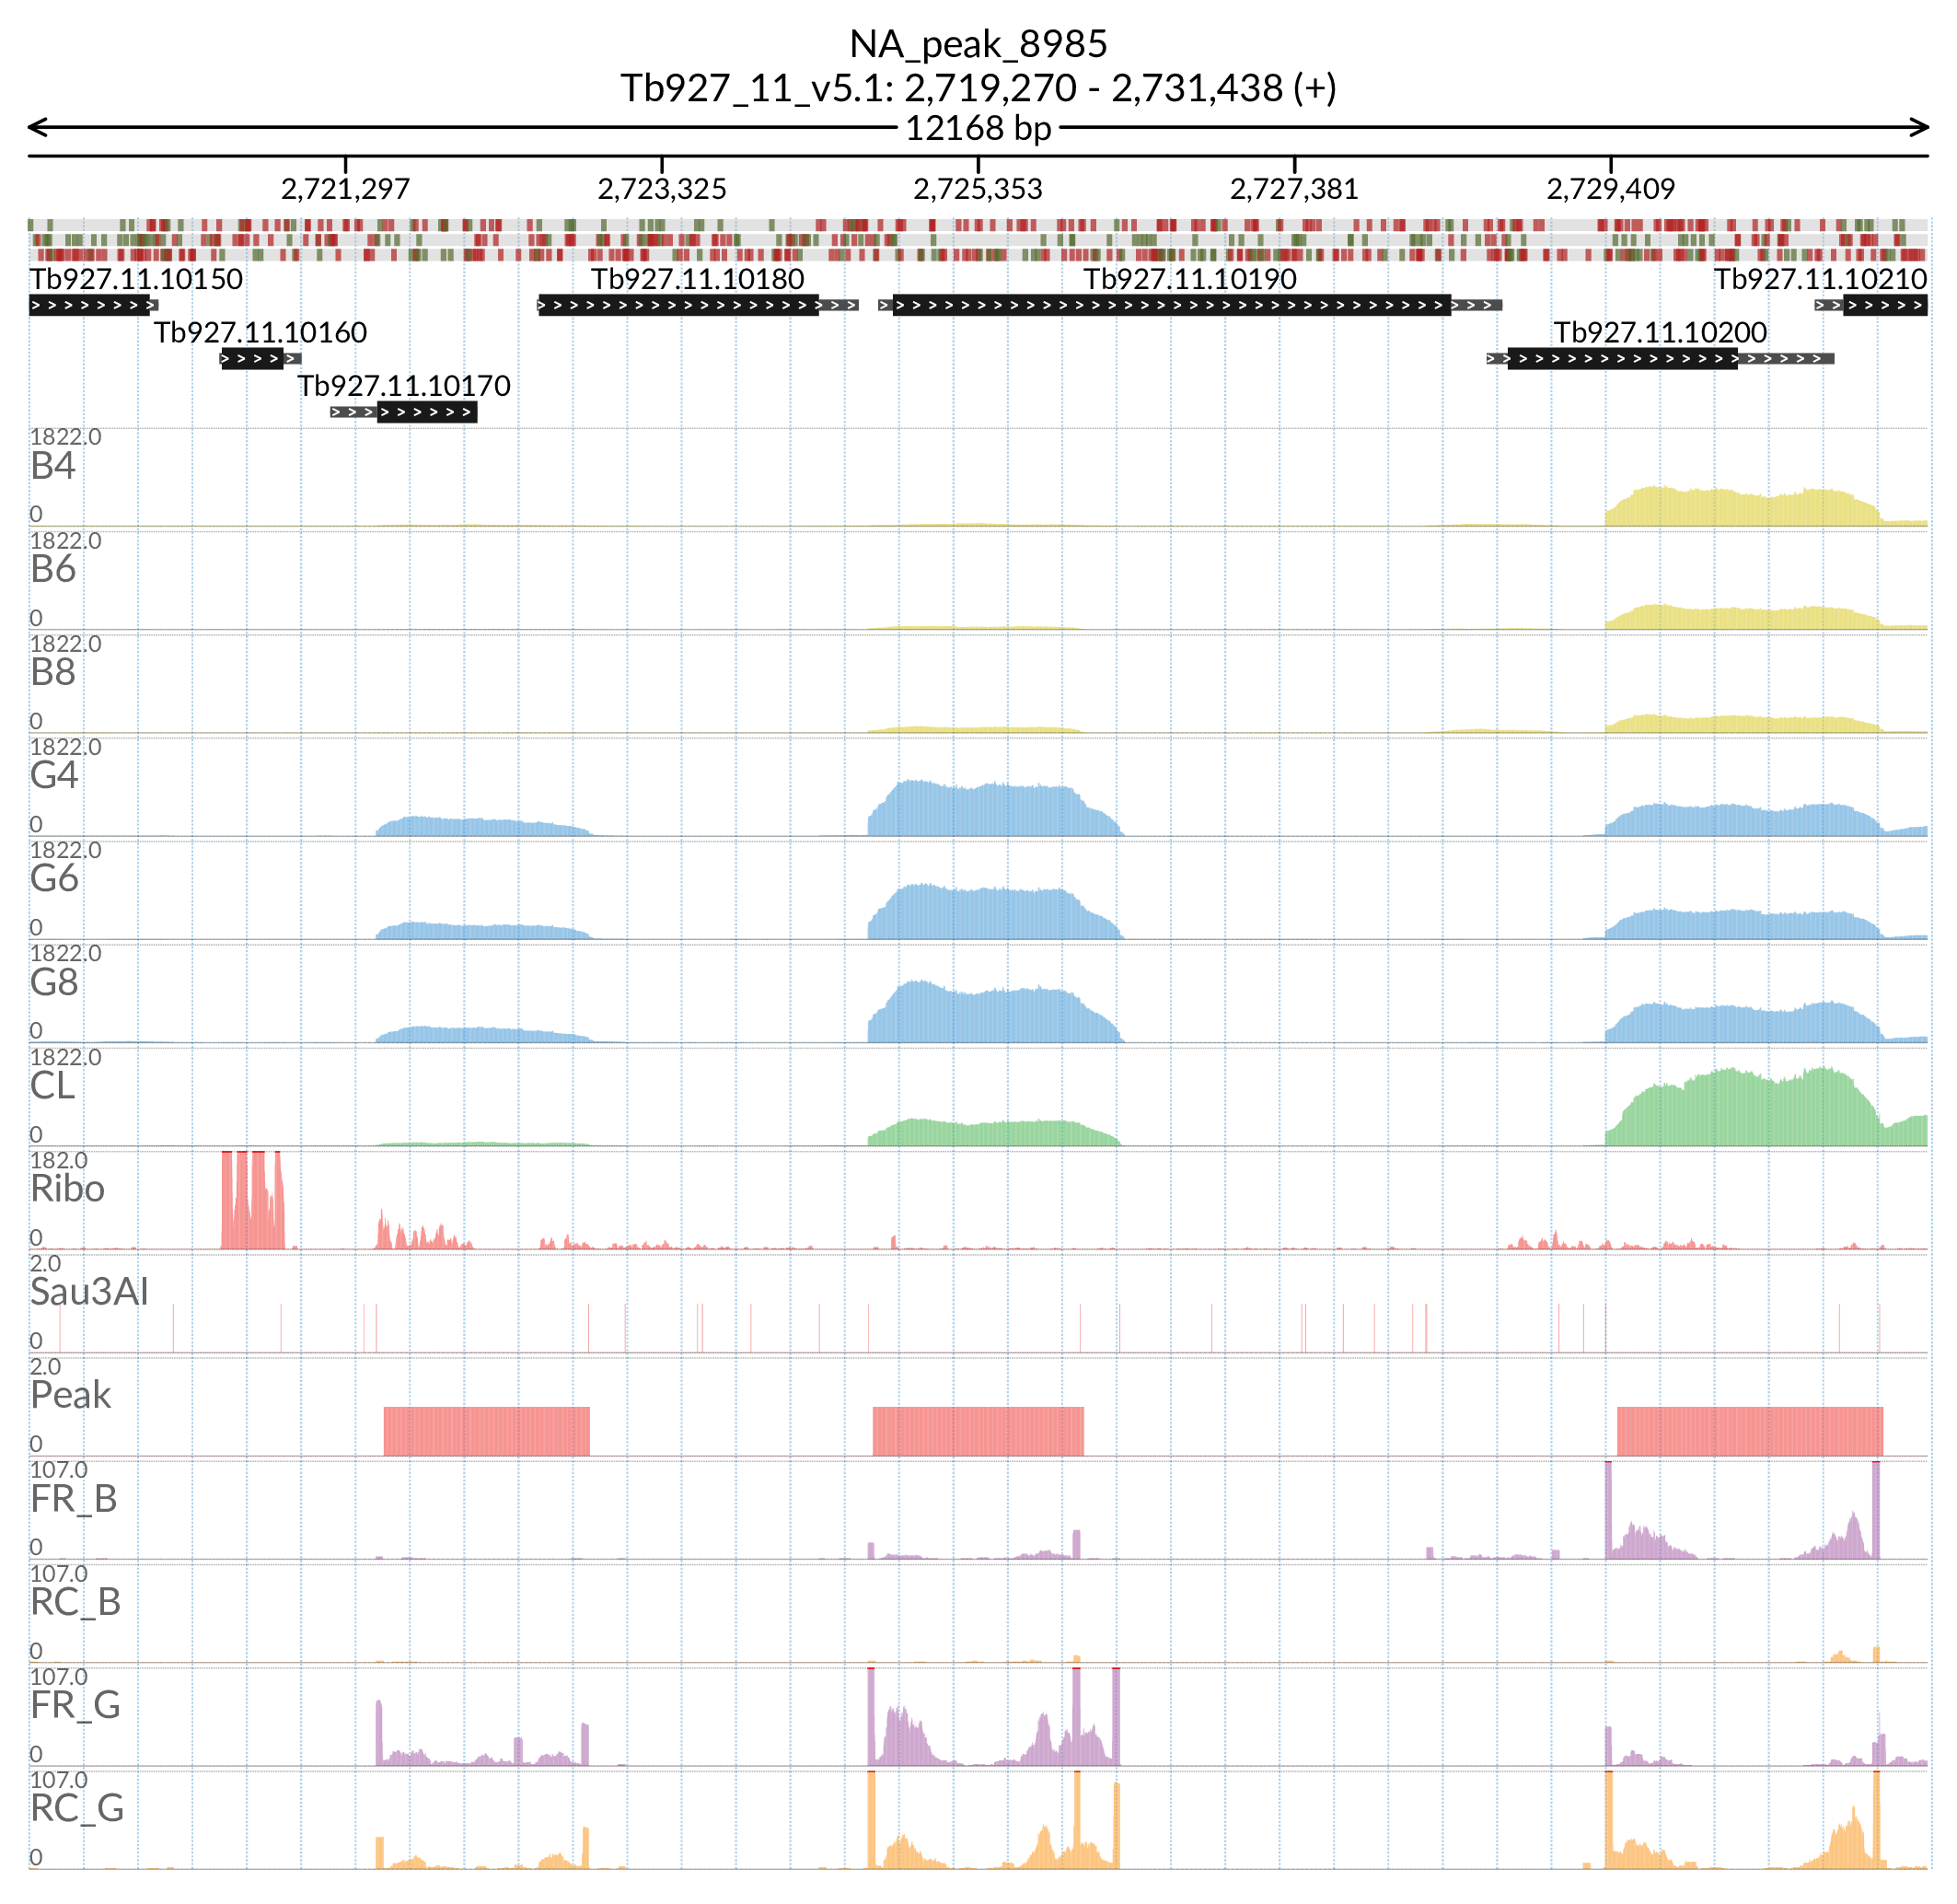 NA_peak_8985
Tb927_11_v5.1: 2,719,270 - 2,731,438 (+)
12168 bp
2,721,297 2,723,325 2,725,353 2,727,381 2,729,409
Tb927.11.10150 Tb927.11.10180 Tb927.11.10190 Tb927.11.10210
Tb927.11.10160 Tb927.11.10200
Tb927.11.10170
1822.0
B4
0
1822.0
B6
0
1822.0
B8
0
1822.0
G4
0
1822.0
G6
0
1822.0
G8
0
1822.0
CL
0
182.0
Ribo
0
2.0
Sau3AI
0
2.0
Peak
0
107.0
FR_B
0
107.0
RC_B
0
107.0
FR_G
0
107.0
RC_G
0